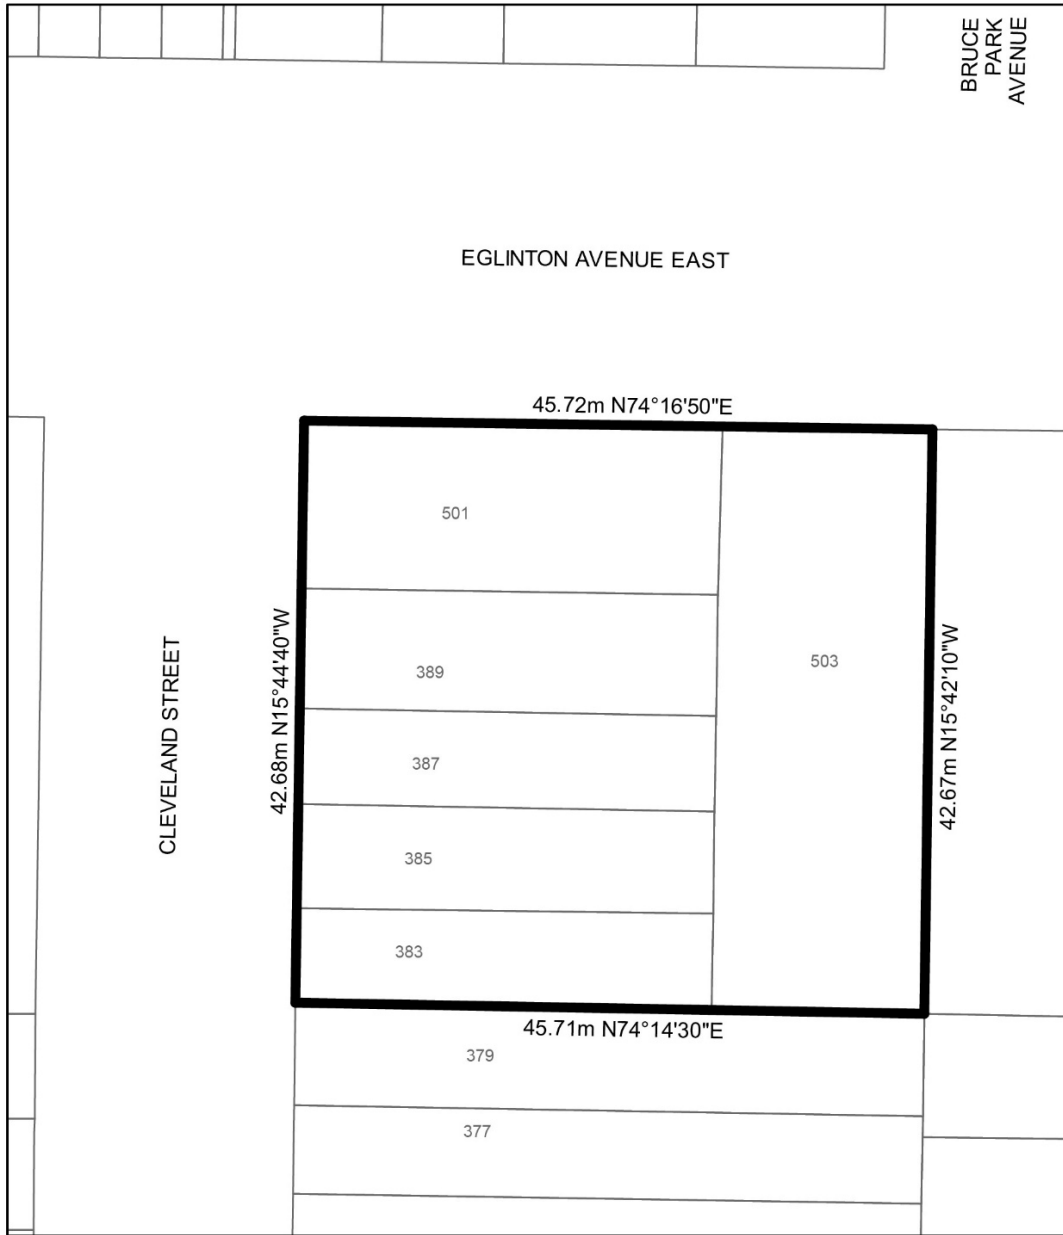 BRUCE
PARK
AVENUE
EGLINTON AVENUE EAST
45.72m N74°16'50"E
501
389
503
CLEVELAND STREET
42.68m N15°44'40"W
42.67m N15°42'10"W
387
385
383
45.71m N74°14'30"E
379
377